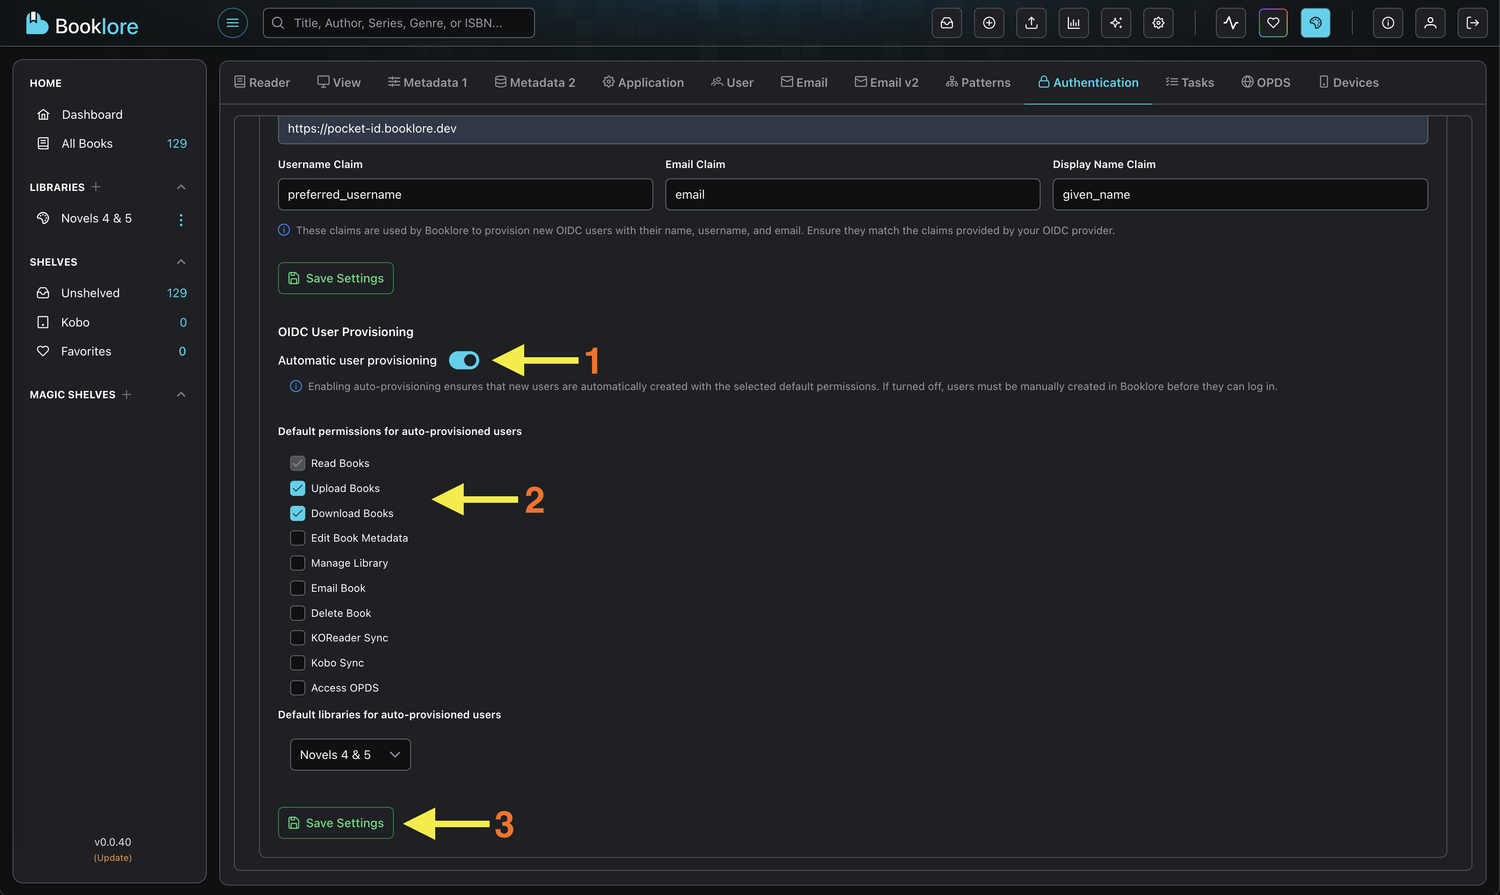 Booklore
Title, Author, Series, Genre, or ISBN...
HOME
Dashboard
All Books 129
LIBRARIES
Novels 4 & 5
SHELVES
Unshelved 129
Kobo 0
Favorites 0
MAGIC SHELVES
v0.0.40
(Update)
Reader View Metadata 1 Metadata 2 Application User Email Email v2 Patterns Authentication Tasks OPDS Devices
https://pocket-id.booklore.dev
Username Claim Email Claim Display Name Claim
preferred_username email given_name
These claims are used by Booklore to provision new OIDC users with their name, username, and email. Ensure they match the claims provided by your OIDC provider.
Save Settings
OIDC User Provisioning
Automatic user provisioning 1
Enabling auto-provisioning ensures that new users are automatically created with the selected default permissions. If turned off, users must be manually created in Booklore before they can log in.
Default permissions for auto-provisioned users
Read Books
Upload Books
2
Download Books
Edit Book Metadata
Manage Library
Email Book
Delete Book
KOReader Sync
Kobo Sync
Access OPDS
Default libraries for auto-provisioned users
Novels 4 & 5
Save Settings 3